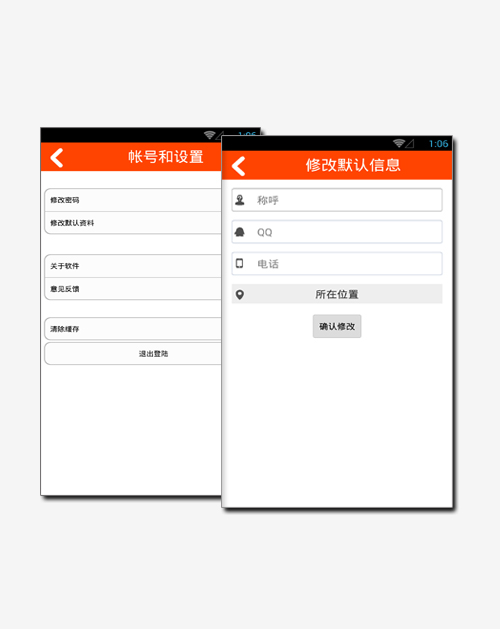 1:06
帐号和设置
修改密码
修改默认资料
关于软件
意见反馈
清除缓存
退出登陆
1:06
修改默认信息
称呼
QQ
电话
所在位置
确认修改